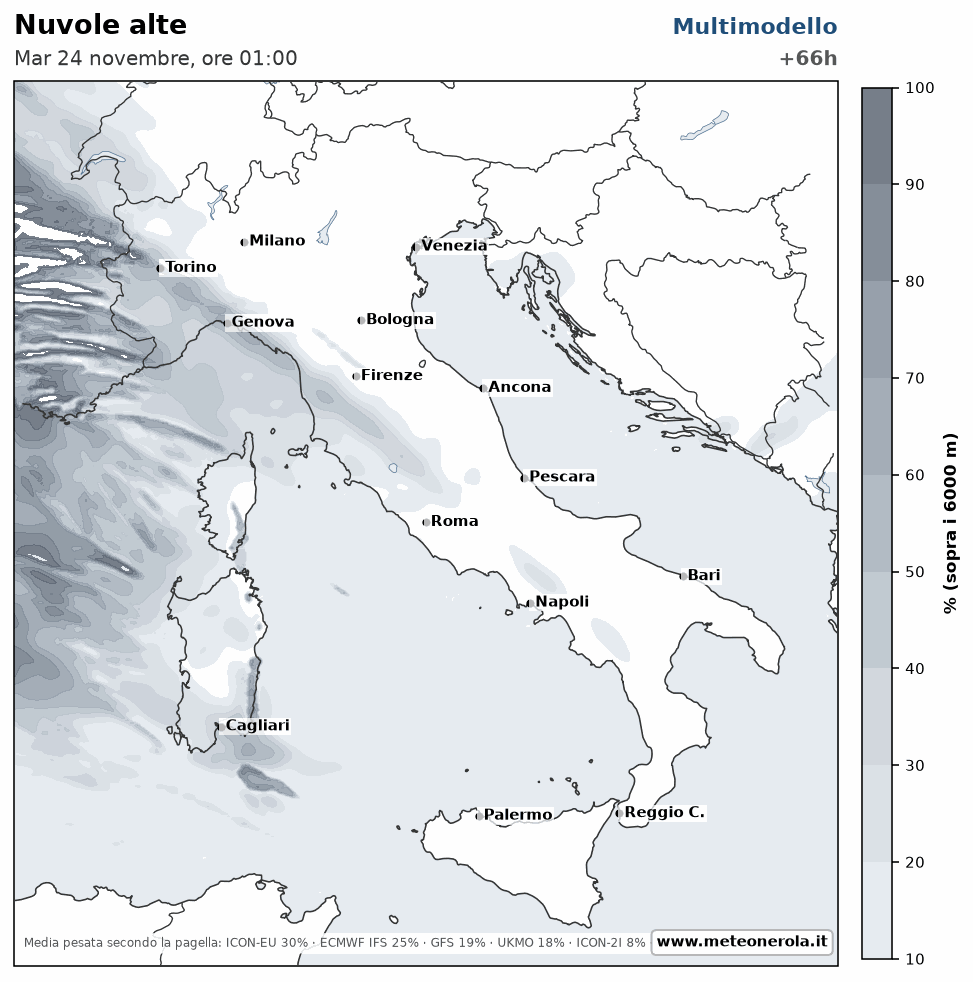 Nuvole alte
Multimodello
Mar 24 novembre, ore 01:00
+66h
100
90
80
70
60
50
40
30
20
10
% (sopra i 6000 m)
Milano
Venezia
Torino
Genova
Bologna
Firenze
Ancona
Pescara
Roma
Bari
Napoli
Cagliari
Palermo
Reggio C.
Media pesata secondo la pagella: ICON-EU 30% · ECMWF IFS 25% · GFS 19% · UKMO 18% · ICON-2I 8%
www.meteonerola.it